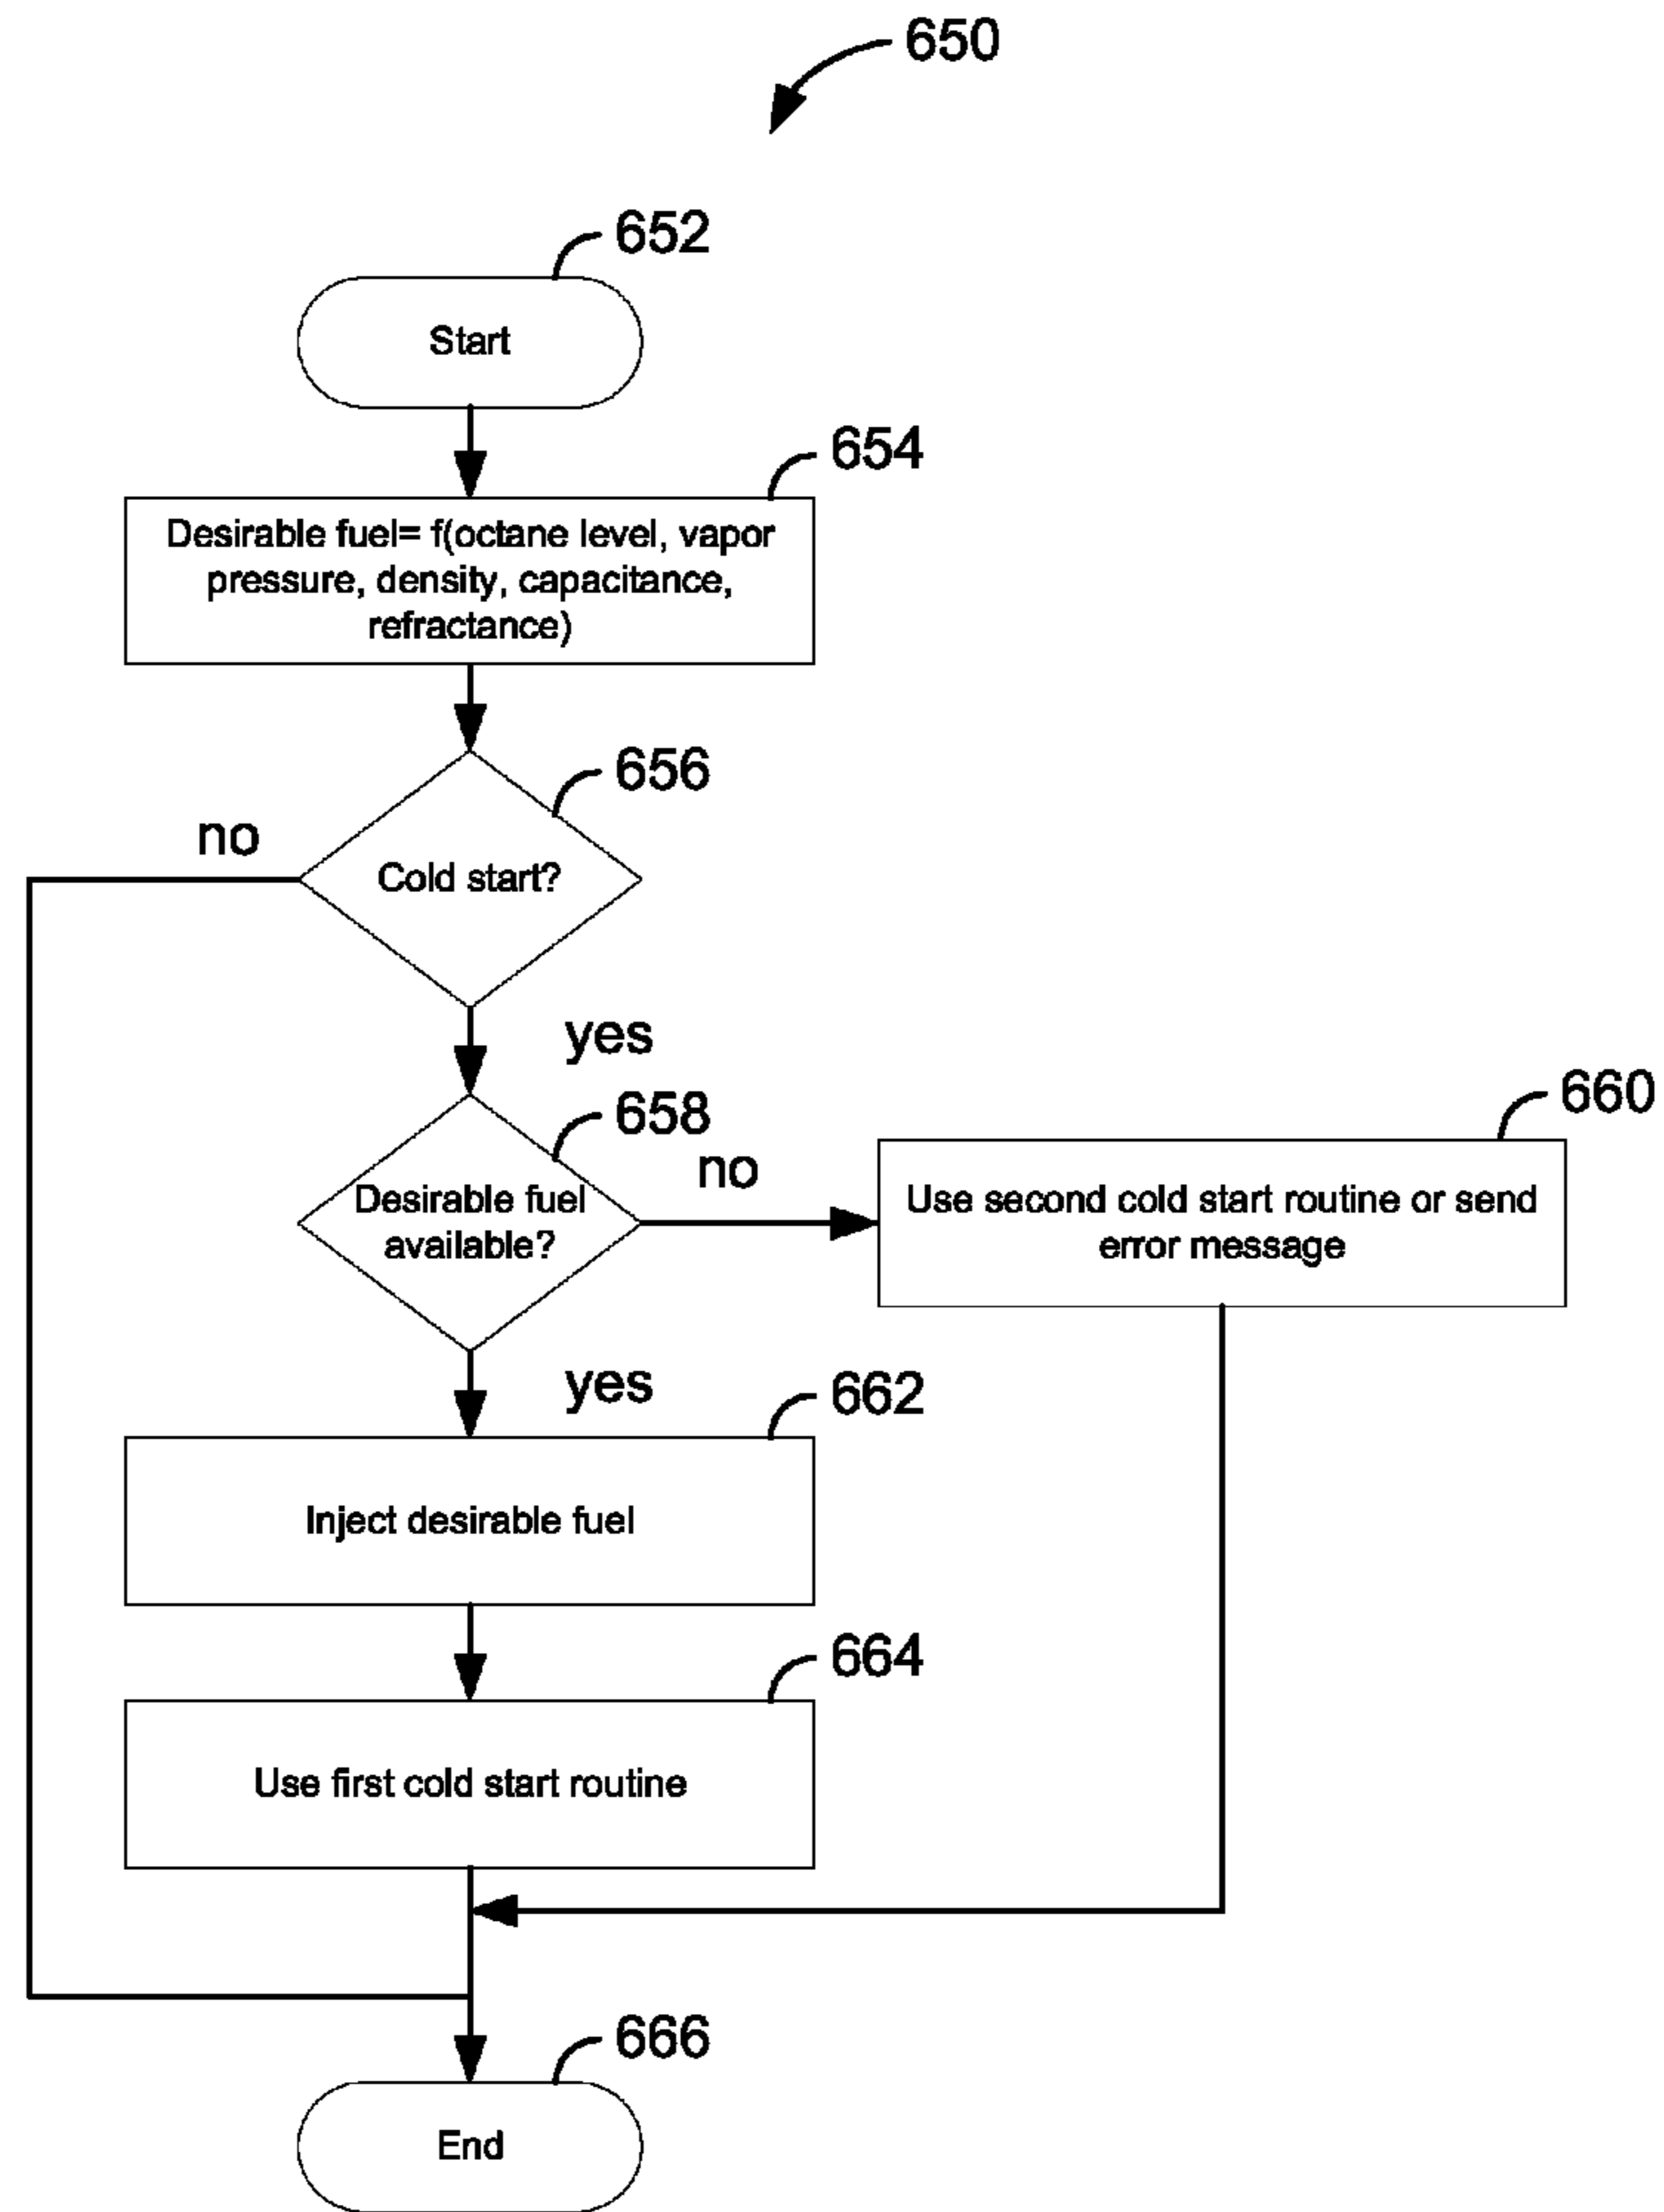 650
652
Start
654
Desirable fuel= f(octane level, vapor
pressure, density, capacitance,
refractance)
656
no
Cold start?
yes
658
660
no
Desirable fuel
available?
Use second cold start routine or send
error message
yes
662
Inject desirable fuel
664
Use first cold start routine
666
End